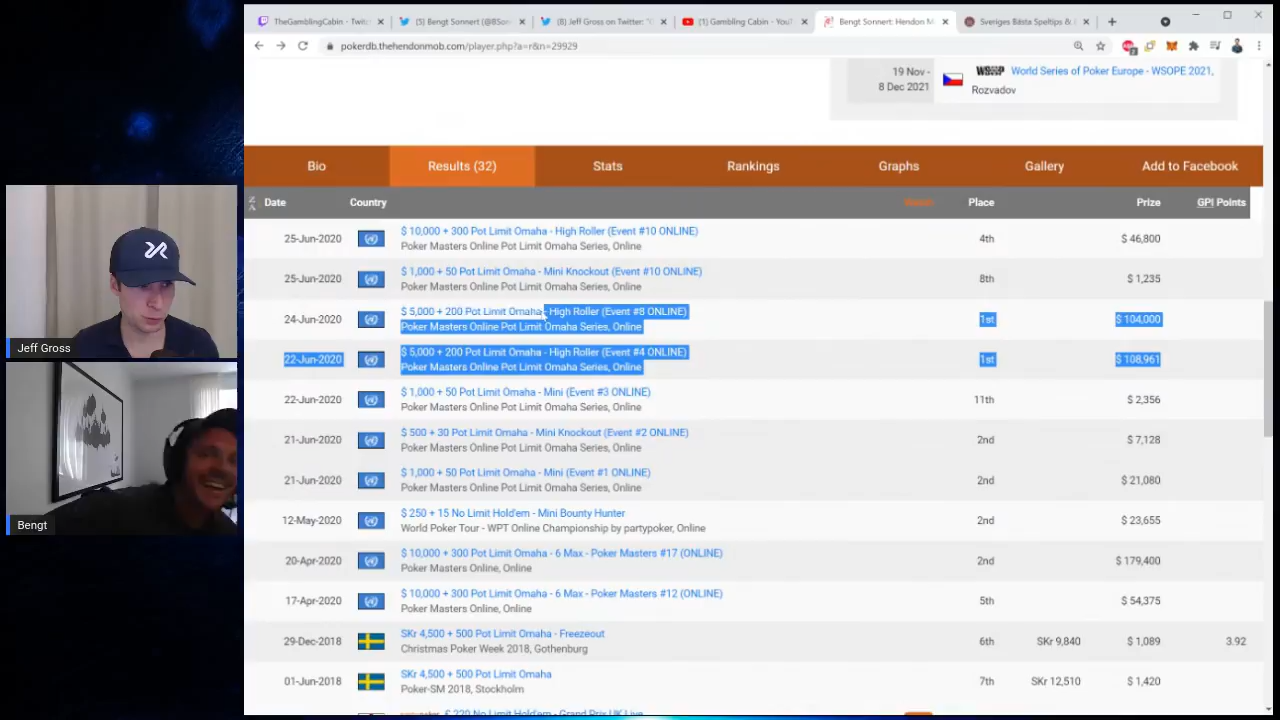 TheGamblingCabin - Twitc
(5) Bengt Sonnert (@BSon
(8) Jeff Gross on Twitter: "
(1) Gambling Cabin - You
Bengt Sonnert: Hendon M
Sveriges Bästa Speltips &
pokerdb.thehendonmob.com/player.php?a=r&n=29929
19 Nov -
8 Dec 2021
WSOP World Series of Poker Europe - WSOPE 2021,
Rozvadov
Bio Results (32) Stats Rankings Graphs Gallery Add to Facebook
Date Country Place Prize GPI Points
25-Jun-2020 $ 10,000 + 300 Pot Limit Omaha - High Roller (Event #10 ONLINE) 4th $ 46,800
Poker Masters Online Pot Limit Omaha Series, Online
25-Jun-2020 $ 1,000 + 50 Pot Limit Omaha - Mini Knockout (Event #10 ONLINE) 8th $ 1,235
Poker Masters Online Pot Limit Omaha Series, Online
24-Jun-2020 $ 5,000 + 200 Pot Limit Omaha - High Roller (Event #8 ONLINE) 1st $ 104,000
Poker Masters Online Pot Limit Omaha Series, Online
22-Jun-2020 $ 5,000 + 200 Pot Limit Omaha - High Roller (Event #4 ONLINE) 1st $ 108,961
Poker Masters Online Pot Limit Omaha Series, Online
22-Jun-2020 $ 1,000 + 50 Pot Limit Omaha - Mini (Event #3 ONLINE) 11th $ 2,356
Poker Masters Online Pot Limit Omaha Series, Online
21-Jun-2020 $ 500 + 30 Pot Limit Omaha - Mini Knockout (Event #2 ONLINE) 2nd $ 7,128
Poker Masters Online Pot Limit Omaha Series, Online
21-Jun-2020 $ 1,000 + 50 Pot Limit Omaha - Mini (Event #1 ONLINE) 2nd $ 21,080
Poker Masters Online Pot Limit Omaha Series, Online
12-May-2020 $ 250 + 15 No Limit Hold'em - Mini Bounty Hunter 2nd $ 23,655
World Poker Tour - WPT Online Championship by partypoker, Online
20-Apr-2020 $ 10,000 + 300 Pot Limit Omaha - 6 Max - Poker Masters #17 (ONLINE) 2nd $ 179,400
Poker Masters Online, Online
17-Apr-2020 $ 10,000 + 300 Pot Limit Omaha - 6 Max - Poker Masters #12 (ONLINE) 5th $ 54,375
Poker Masters Online, Online
29-Dec-2018 SKr 4,500 + 500 Pot Limit Omaha - Freezeout 6th SKr 9,840 $ 1,089 3.92
Christmas Poker Week 2018, Gothenburg
01-Jun-2018 SKr 4,500 + 500 Pot Limit Omaha 7th SKr 12,510 $ 1,420
Poker-SM 2018, Stockholm
£ 220 No Limit Hold'em - Grand Prix UK Live
Jeff Gross
Bengt